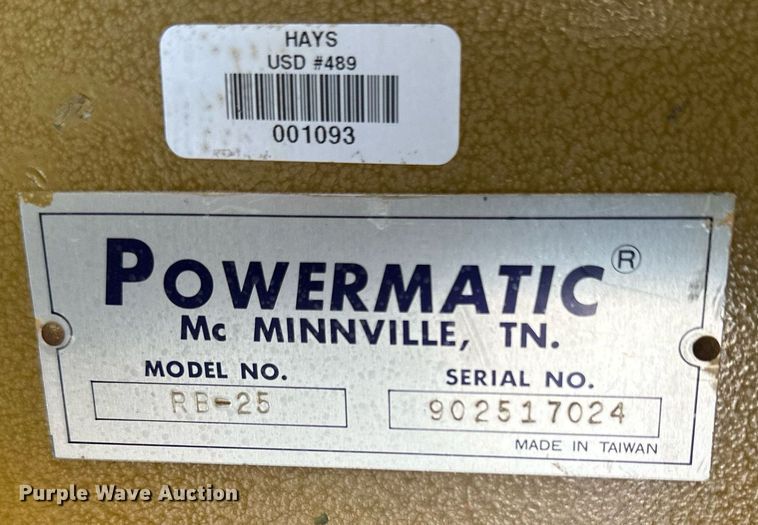 HAYS
USD #489
001093
POWERMATIC ®
Mc MINNVILLE, TN.
MODEL NO.
RB-25
SERIAL NO.
902517024
MADE IN TAIWAN
Purple Wave Auction